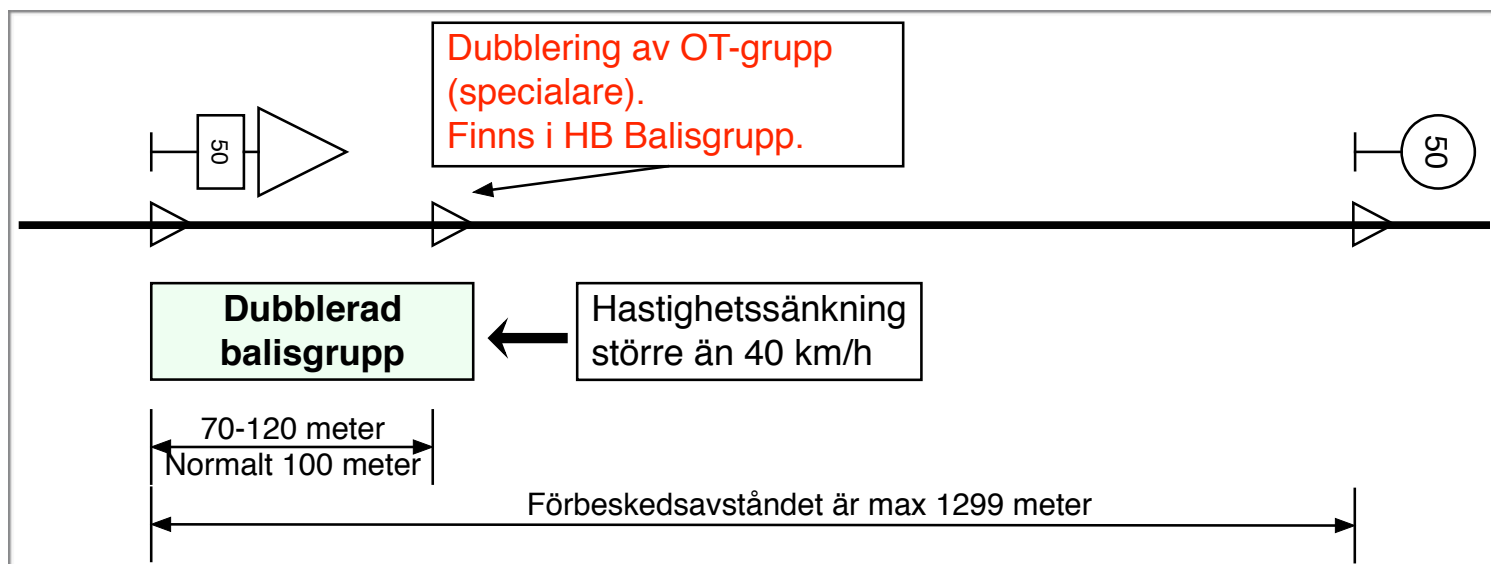 Dubblering av OT-grupp
(specialare).
Finns i HB Balisgrupp.
50
50
Dubblerad
balisgrupp
Hastighetssänkning
större än 40 km/h
70-120 meter
Normalt 100 meter
Förbeskedsavståndet är max 1299 meter